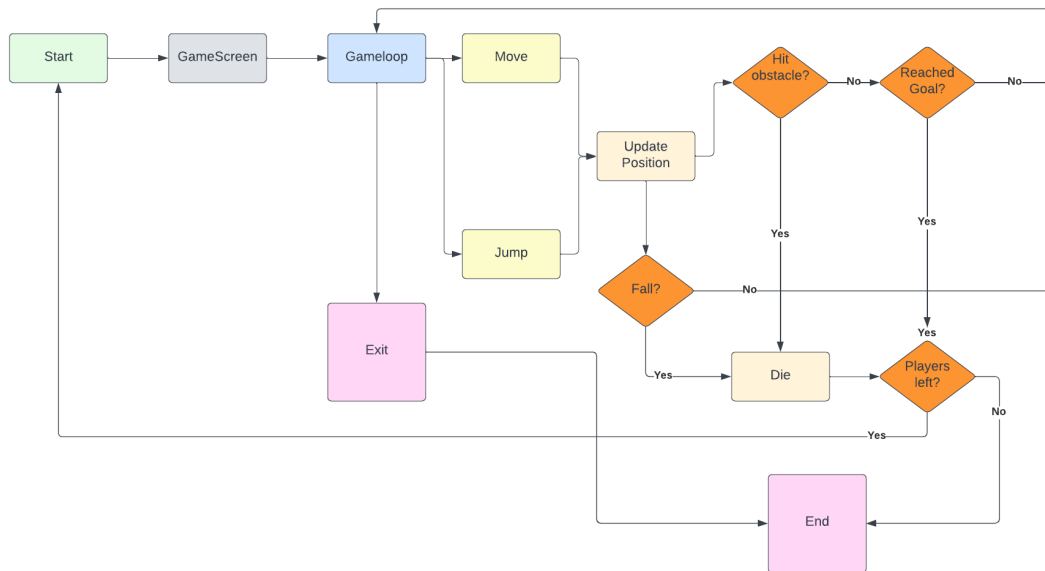 Start
GameScreen
Gameloop
Move
Hit
obstacle?
No
Reached
Goal?
No
Update
Position
Yes
Yes
Jump
Fall?
No
Exit
Yes
Yes
Die
Players
left?
No
Yes
End